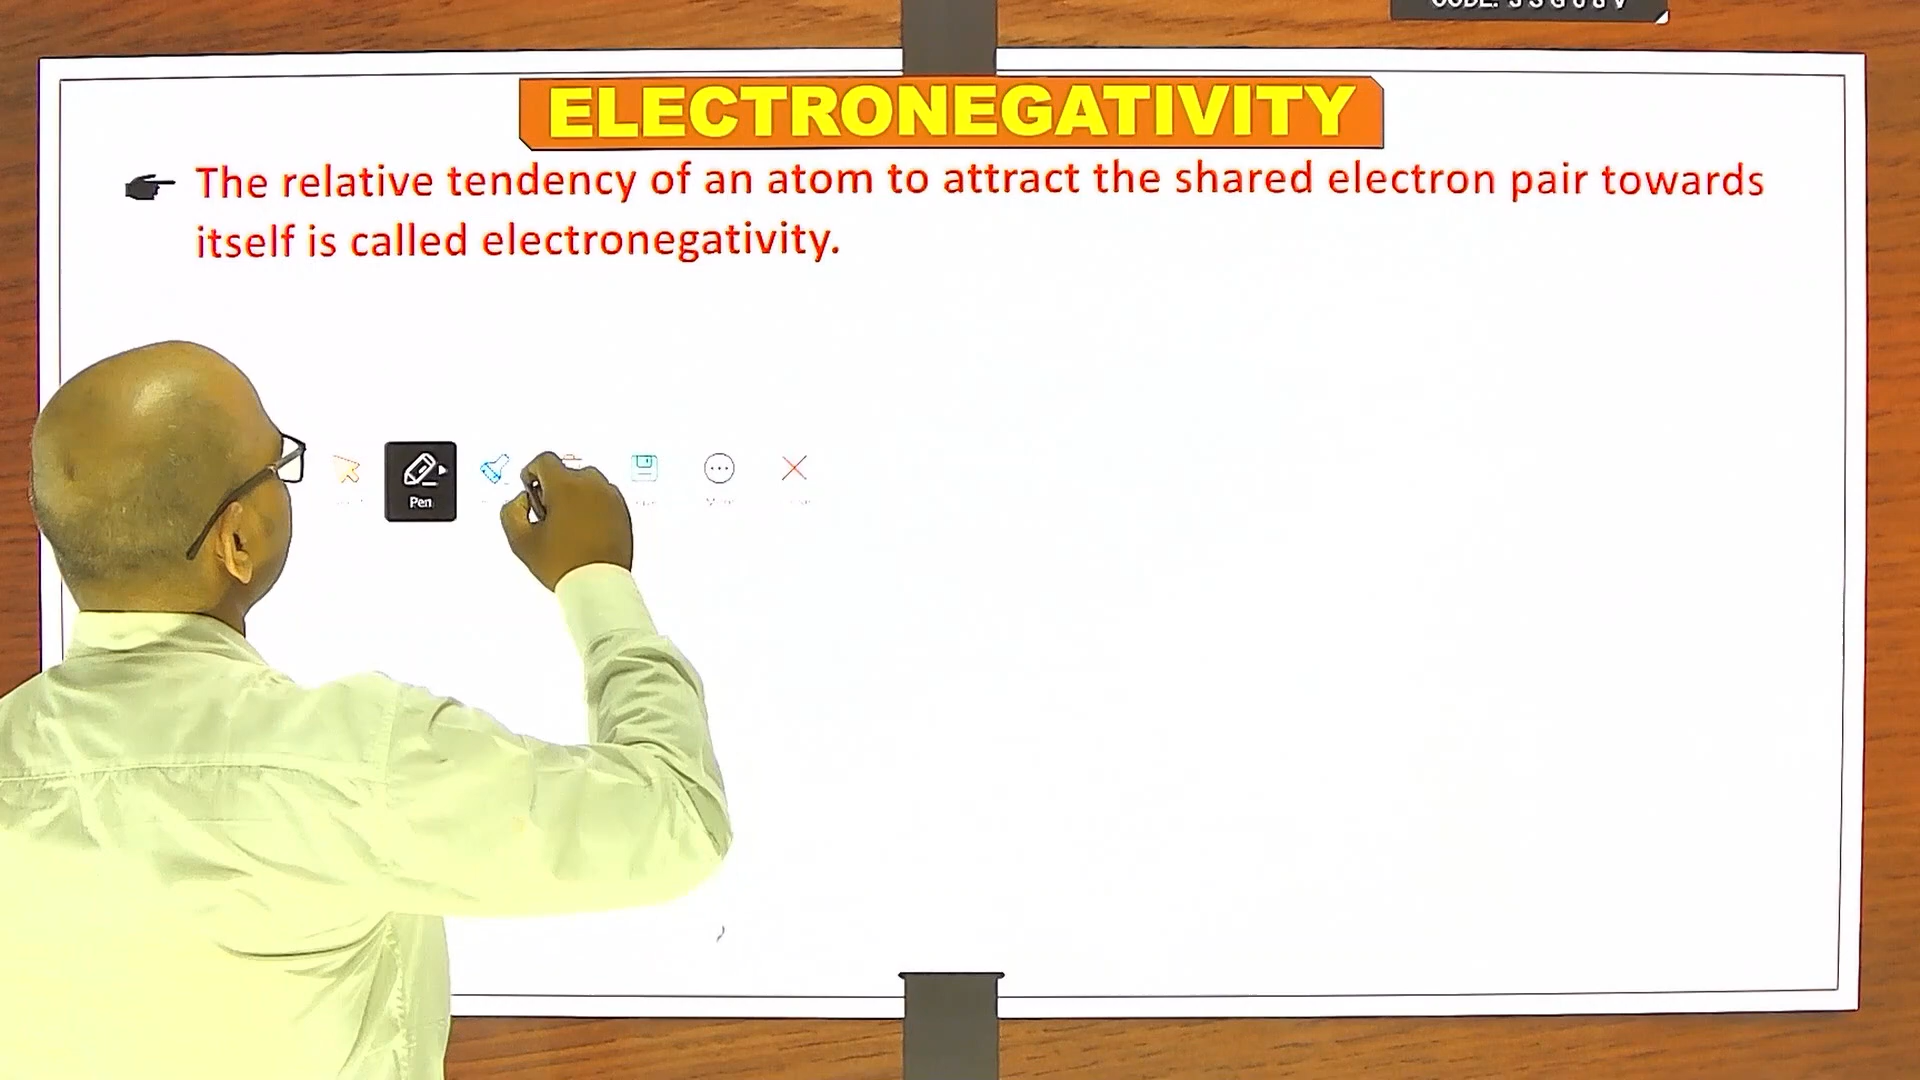 CODE:
ELECTRONEGATIVITY
The relative tendency of an atom to attract the shared electron pair towards
itself is called electronegativity.
Pen